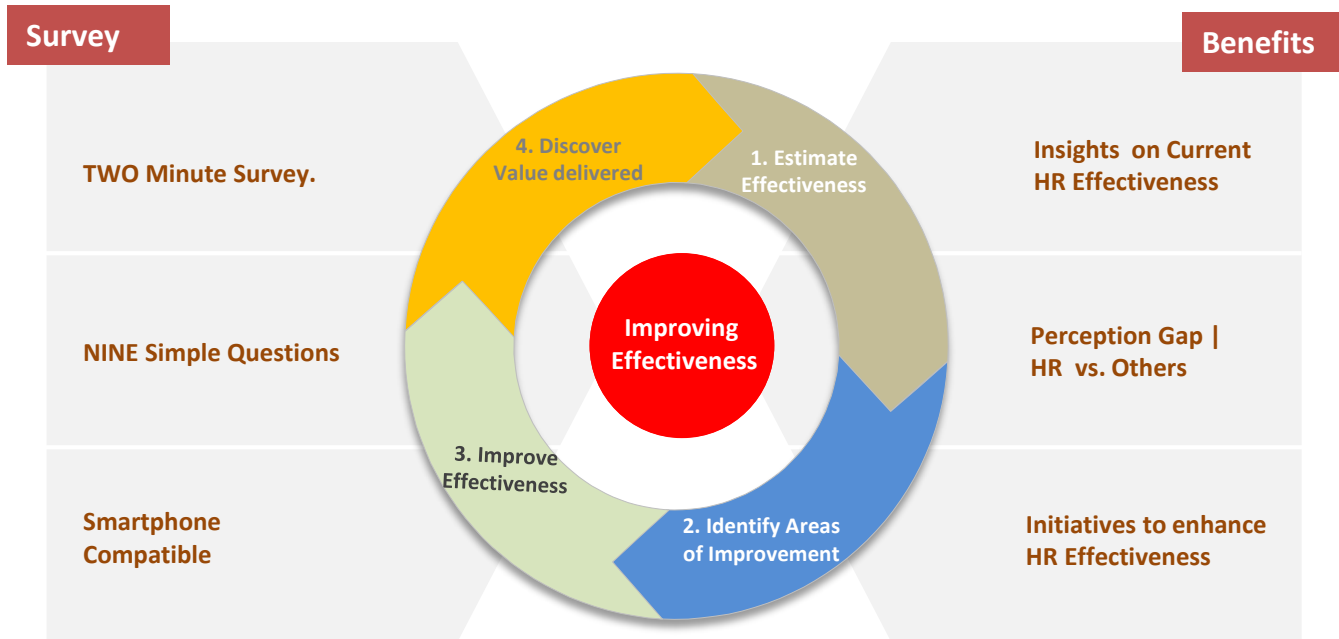 Survey
Benefits
TWO Minute Survey.
NINE Simple Questions
Smartphone
Compatible
4. Discover
Value delivered
1. Estimate
Effectiveness
Improving
Effectiveness
3. Improve
Effectiveness
2. Identify Areas
of Improvement
Insights on Current
HR Effectiveness
Perception Gap |
HR vs. Others
Initiatives to enhance
HR Effectiveness